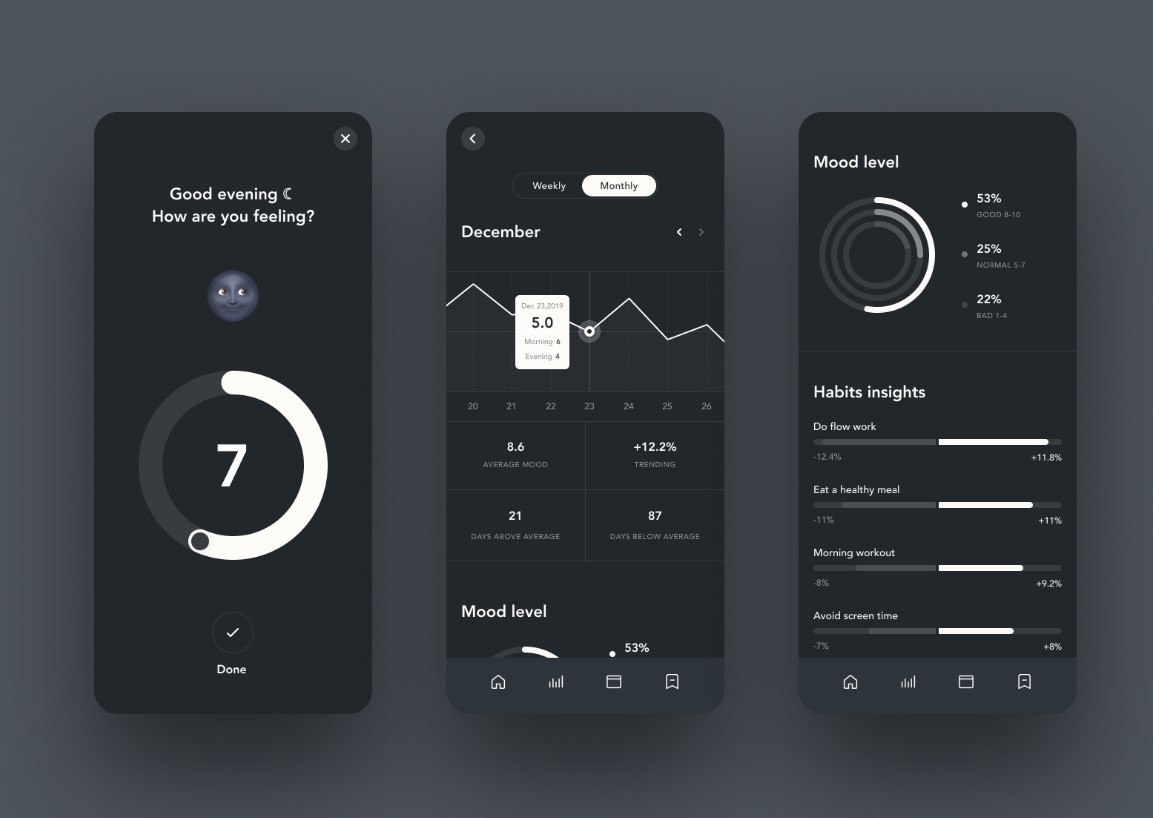 Good evening ☾
How are you feeling?
7
Done
Weekly
Monthly
December
Dec 23,2019
5.0
Morning 6
Evening 4
20 21 22 23 24 25 26
8.6
AVERAGE MOOD
+12.2%
TRENDING
21
DAYS ABOVE AVERAGE
87
DAYS BELOW AVERAGE
Mood level
53%
Mood level
53%
GOOD 8-10
25%
NORMAL 5-7
22%
BAD 1-4
Habits insights
Do flow work
-12.4% +11.8%
Eat a healthy meal
-11% +11%
Morning workout
-8% +9.2%
Avoid screen time
-7% +8%